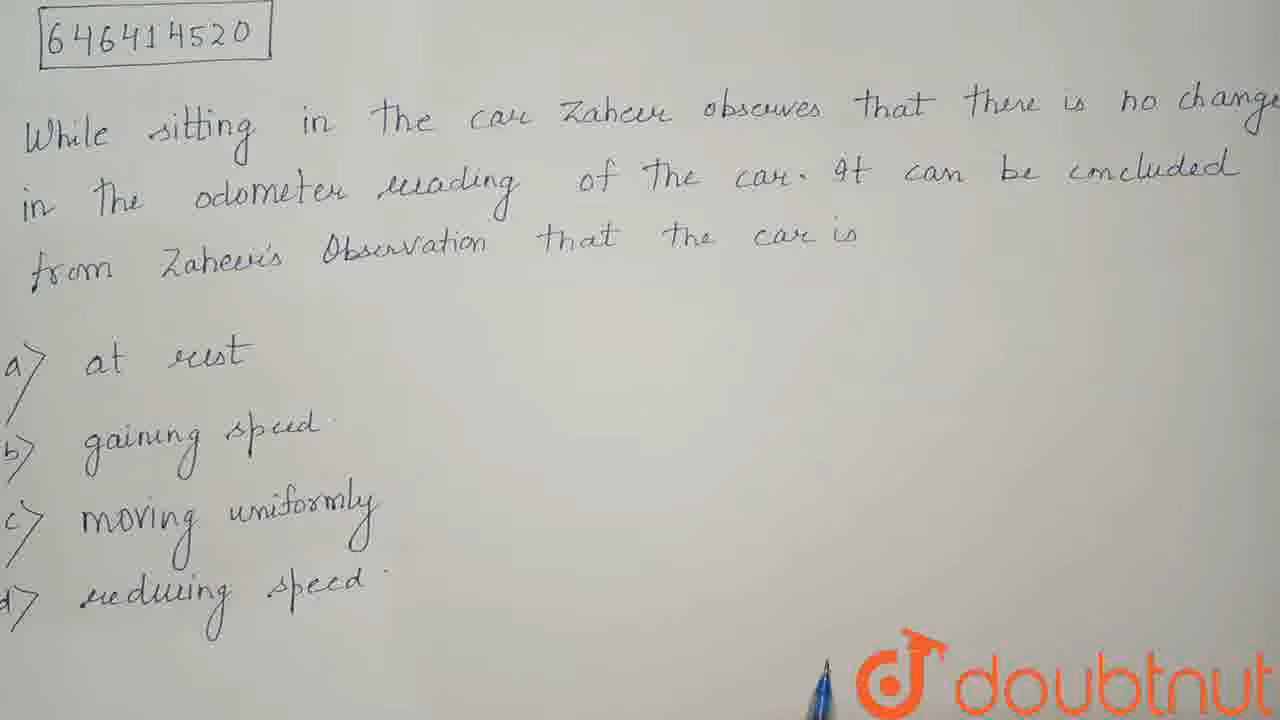 646414520
While sitting in the car Zaheer observes that there is no change
in the odometer reading of the car. It can be concluded
from Zaheer's Observation that the car is
a) at rest
b) gaining speed.
c) moving uniformly
d) reducing speed.
doubtnut